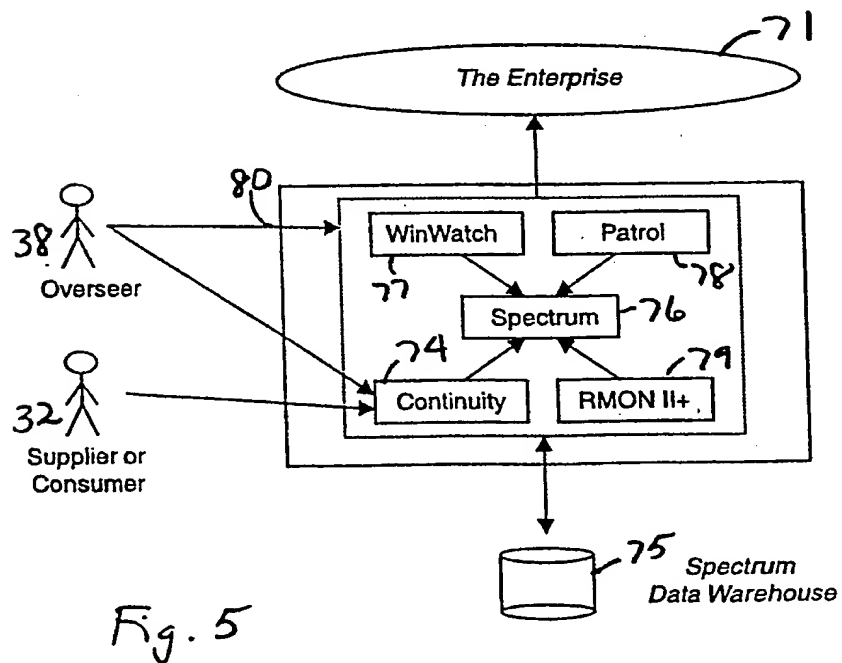 71
The Enterprise
80
38.
Overseer
WinWatch
Patrol
77
78
Spectrum
76
74
79
Continuity
RMON II+
32
Supplier or
Consumer
75
Spectrum
Data Warehouse
Fig. 5